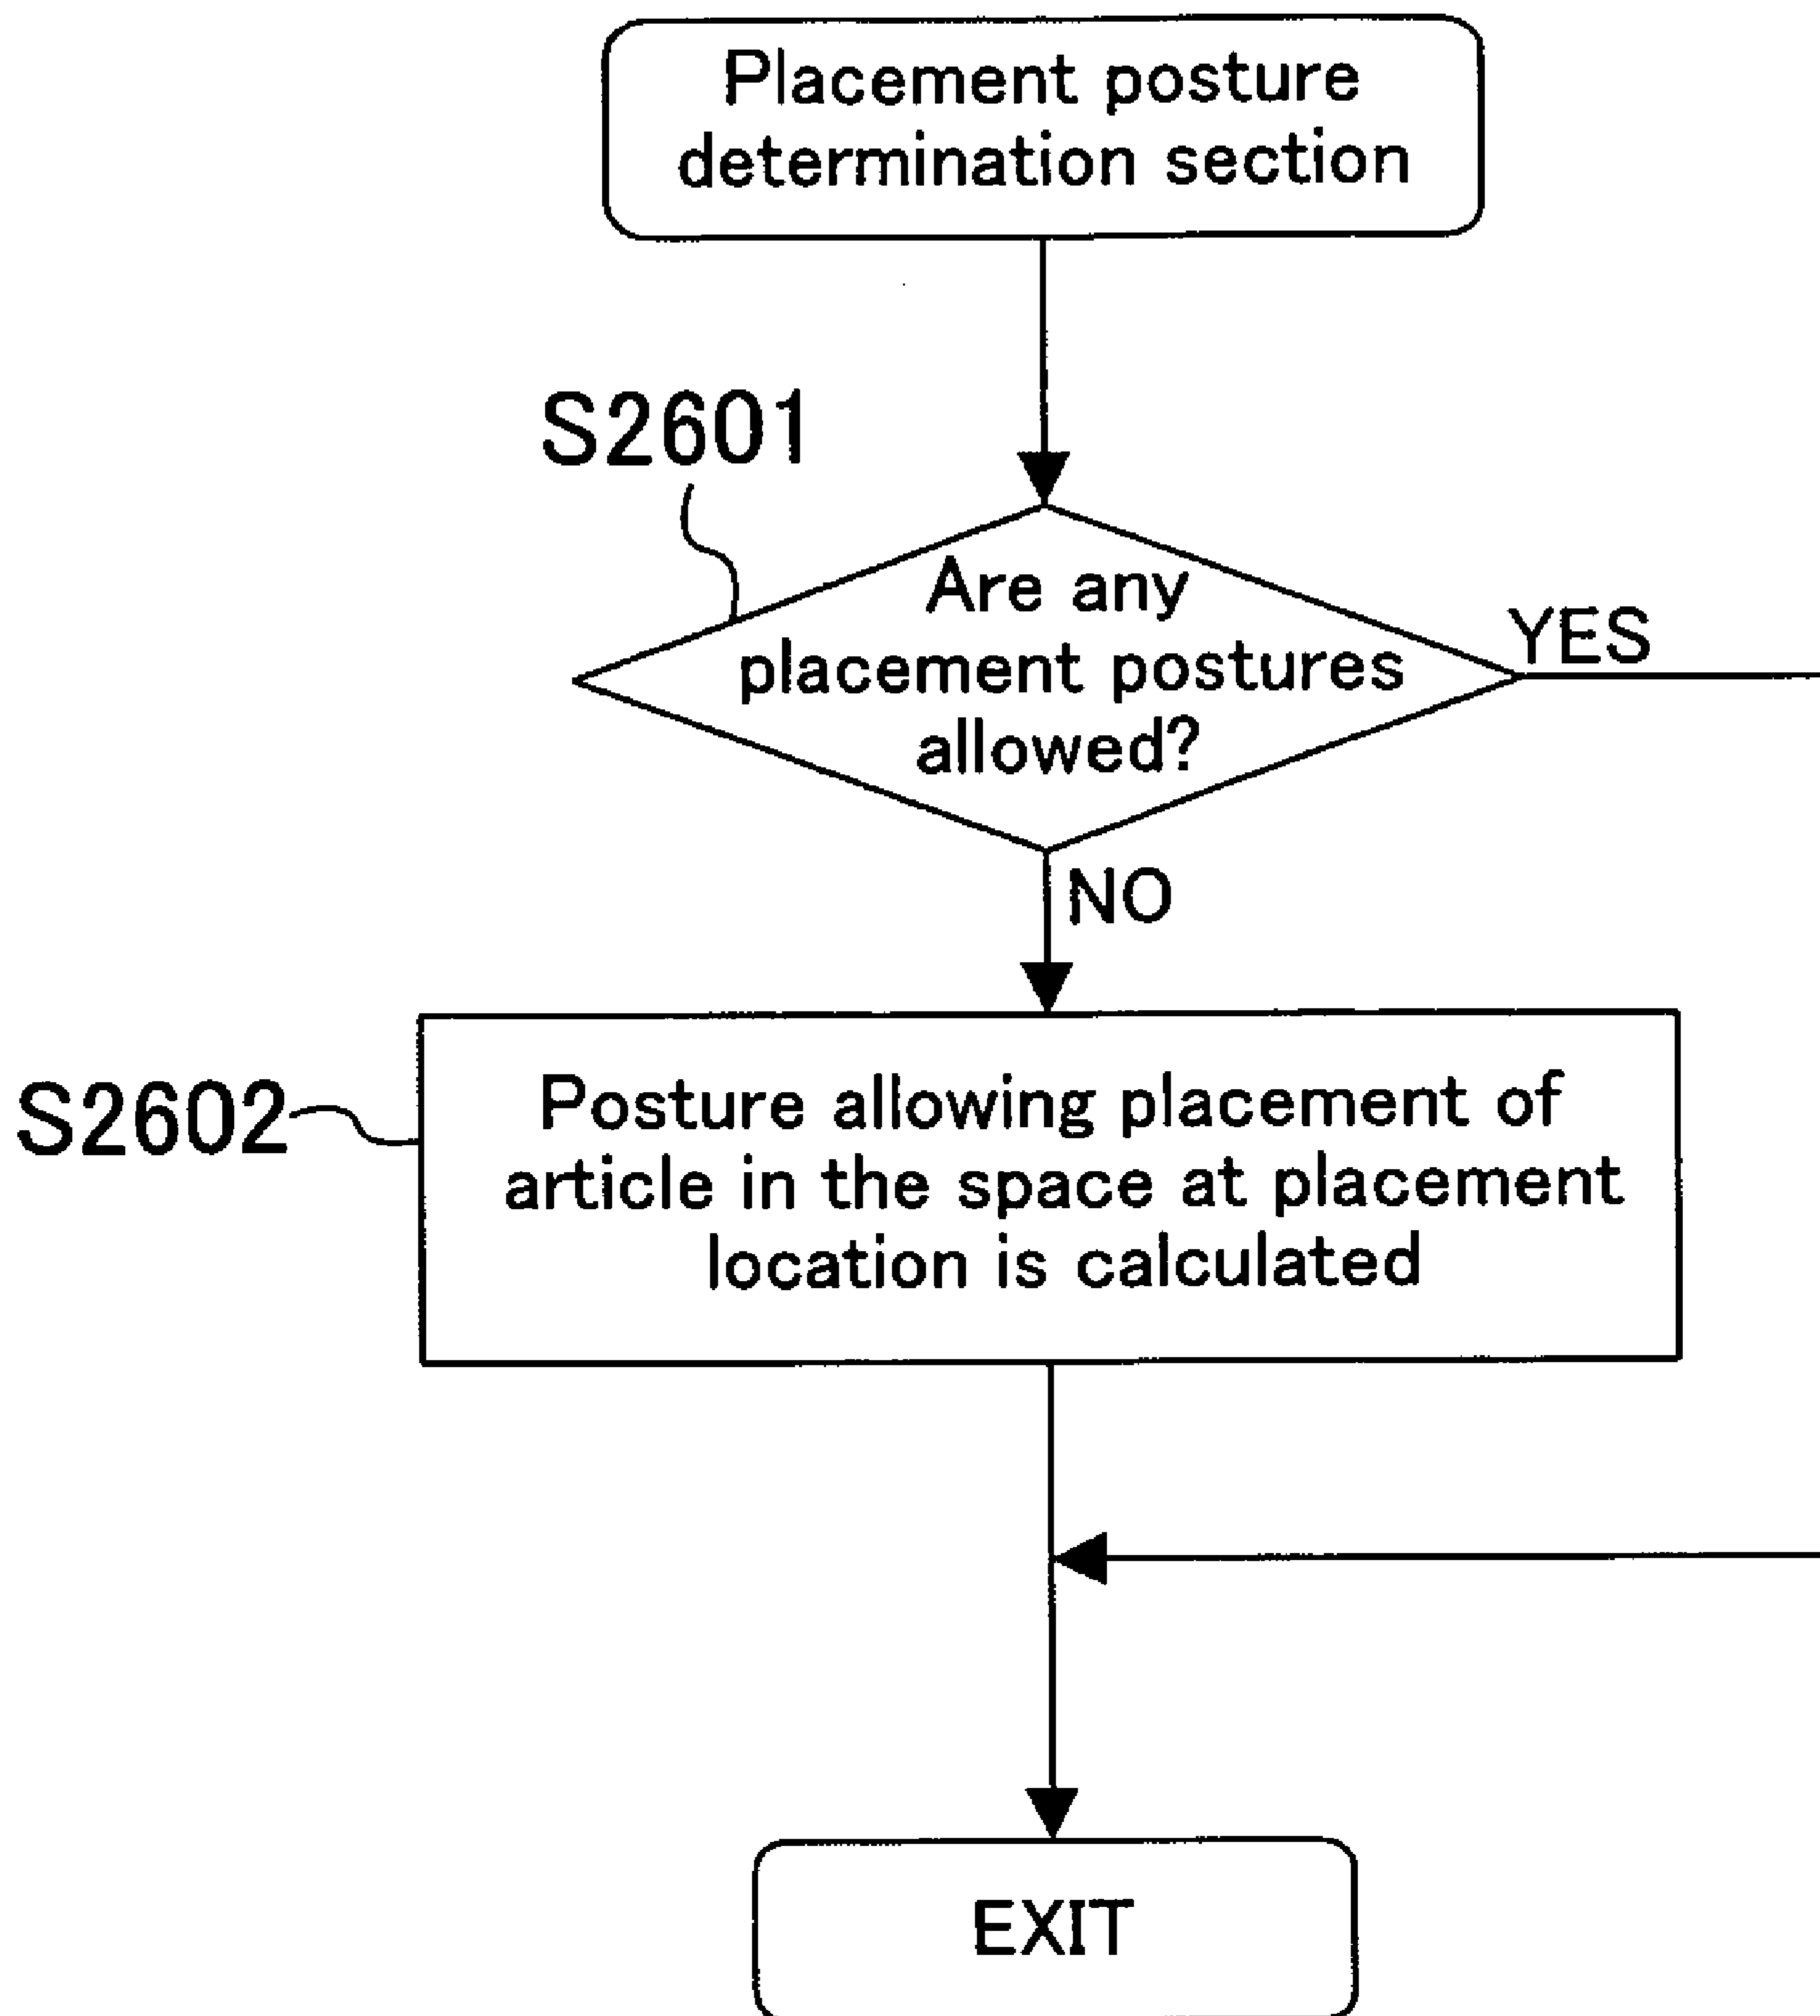 Placement posture
determination section
S2601
Are any
placement postures
allowed?
YES
NO
S2602
Posture allowing placement of
article in the space at placement
location is calculated
EXIT